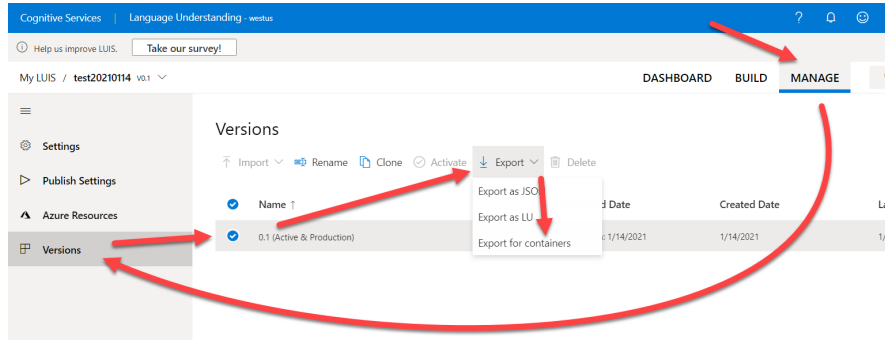 Cognitive Services | Language Understanding - westus ?
Help us improve LUIS. Take our survey!
My LUIS / test20210114 V0.1 DASHBOARD BUILD MANAGE
Versions
Settings
Import Rename Clone Activate Export Delete
Publish Settings
Export as
Azure Resources
Name ↑ Date Created Date
Export as LU
Versions
0.1 (Active & Production) 1/14/2021 1/14/2021
Export for containers